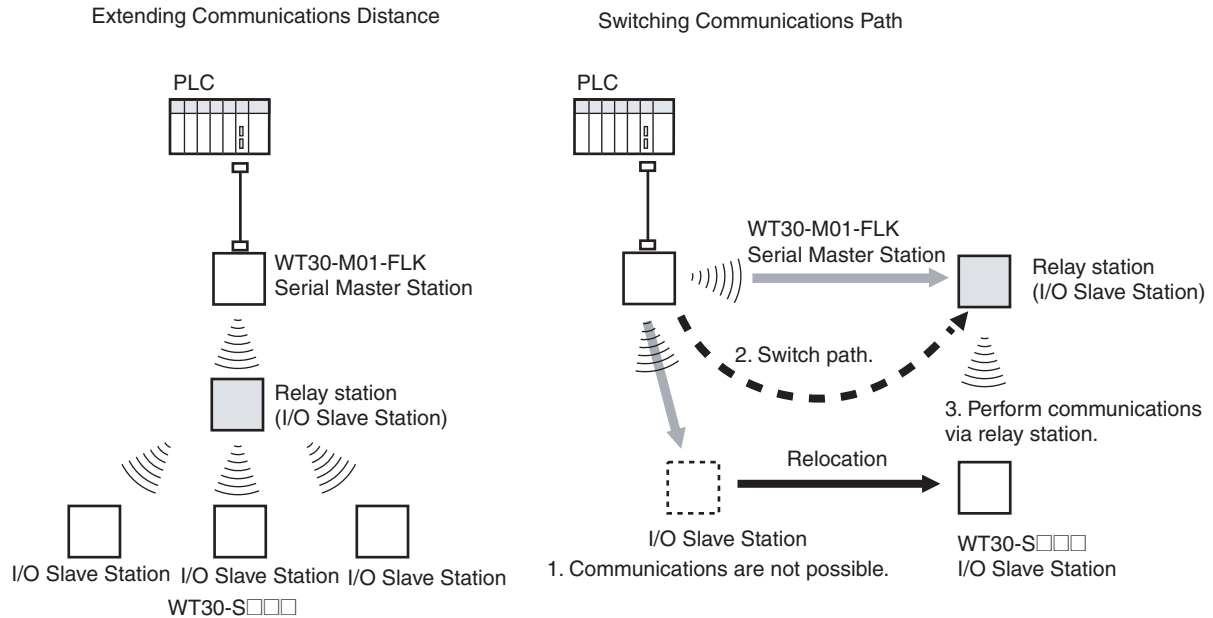 Extending Communications Distance
PLC
WT30-M01-FLK
Serial Master Station
Relay station
(I/O Slave Station)
I/O Slave Station I/O Slave Station I/O Slave Station
WT30-S□□□
Switching Communications Path
PLC
WT30-M01-FLK
Serial Master Station
Relay station
(I/O Slave Station)
2. Switch path.
3. Perform communications
via relay station.
Relocation
I/O Slave Station
1. Communications are not possible.
WT30-S□□□
I/O Slave Station